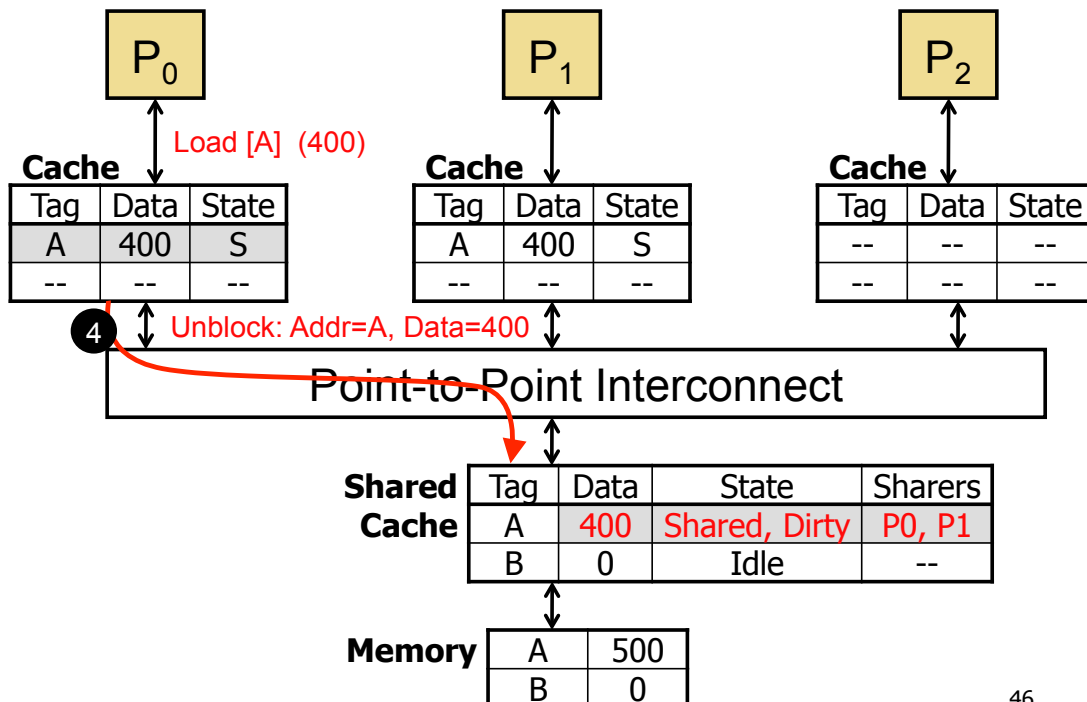 P0 P1 P2
Load [A] (400)
Cache Cache Cache
Tag Data State Tag Data State Tag Data State
A 400 S A 400 S -- -- --
-- -- -- -- -- -- -- -- --
4 Unblock: Addr=A, Data=400
Point-to-Point Interconnect
Shared Tag Data State Sharers
Cache A 400 Shared, Dirty P0, P1
B 0 Idle --
Memory A 500
B 0
46